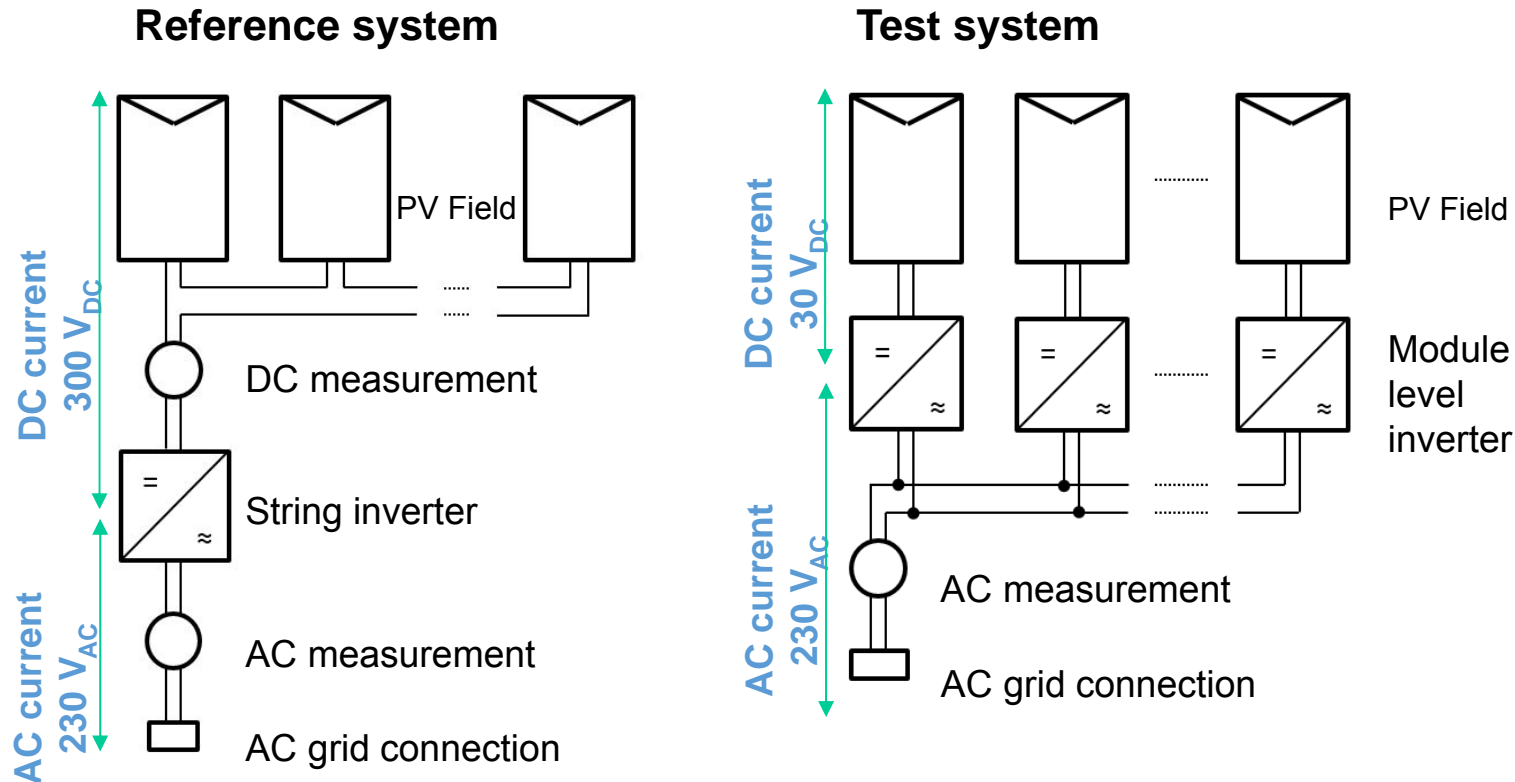 Reference system
PV Field
DC current
300 VDC
DC measurement
=
≈
String inverter
AC current
230 VAC
AC measurement
AC grid connection
Test system
DC current
30 VDC
PV Field
=
≈
=
≈
=
≈
Module
level
inverter
AC current
230 VAC
AC measurement
AC grid connection